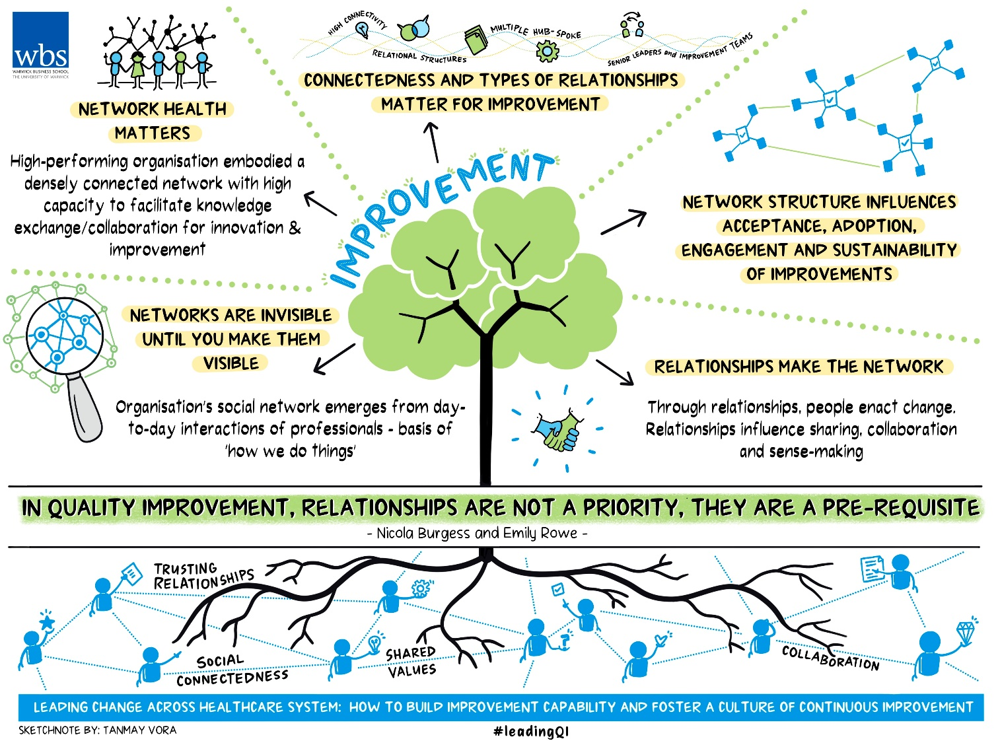 wbs
WARWICK BUSINESS SCHOOL
THE UNIVERSITY OF WARWICK
NETWORK HEALTH
MATTERS
High-performing organisation embodied a
densely connected network with high
capacity to facilitate knowledge
exchange/collaboration for innovation &
improvement
HIGH CONNECTIVITY
RELATIONAL STRUCTURES
MULTIPLE HUB-SPOKE
SENIOR LEADERS and IMPROVEMENT TEAMS
CONNECTEDNESS AND TYPES OF RELATIONSHIPS
MATTER FOR IMPROVEMENT
NETWORK STRUCTURE INFLUENCES
ACCEPTANCE, ADOPTION,
ENGAGEMENT AND SUSTAINABILITY
OF IMPROVEMENTS
IMPROVEMENT
NETWORKS ARE INVISIBLE
UNTIL YOU MAKE THEM
VISIBLE
Organisation's social network emerges from day-
to-day interactions of professionals - basis of
'how we do things'
RELATIONSHIPS MAKE THE NETWORK
Through relationships, people enact change.
Relationships influence sharing, collaboration
and sense-making
IN QUALITY IMPROVEMENT, RELATIONSHIPS ARE NOT A PRIORITY, THEY ARE A PRE-REQUISITE
- Nicola Burgess and Emily Rowe -
TRUSTING
RELATIONSHIPS
SOCIAL
CONNECTEDNESS
SHARED
VALUES
?
COLLABORATION
LEADING CHANGE ACROSS HEALTHCARE SYSTEM: HOW TO BUILD IMPROVEMENT CAPABILITY AND FOSTER A CULTURE OF CONTINUOUS IMPROVEMENT
SKETCHNOTE BY: TANMAY VORA
#leadingQI